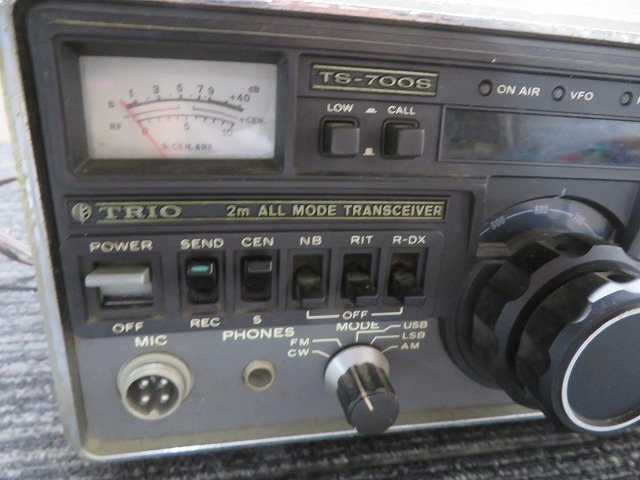 1 3 5 7 9 +40 dB
S
RF 0 5 10 + CEN.
S. CEN. & RF.
TS-700S
ON AIR VFO
LOW CALL
TRIO 2m ALL MODE TRANSCEIVER
POWER SEND CEN NB RIT R-DX
OFF REC S OFF
MIC PHONES MODE USB
FM LSB
CW AM